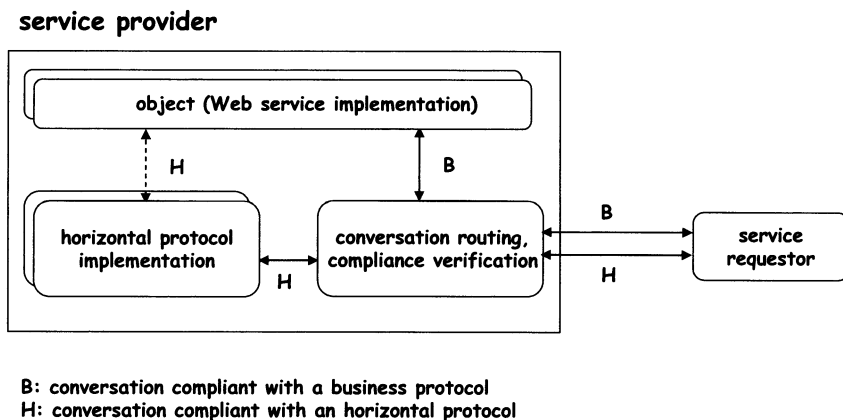 service provider
object (Web service implementation)
H
B
horizontal protocol
implementation
H
conversation routing,
compliance verification
B
H
service
requestor
B: conversation compliant with a business protocol
H: conversation compliant with an horizontal protocol